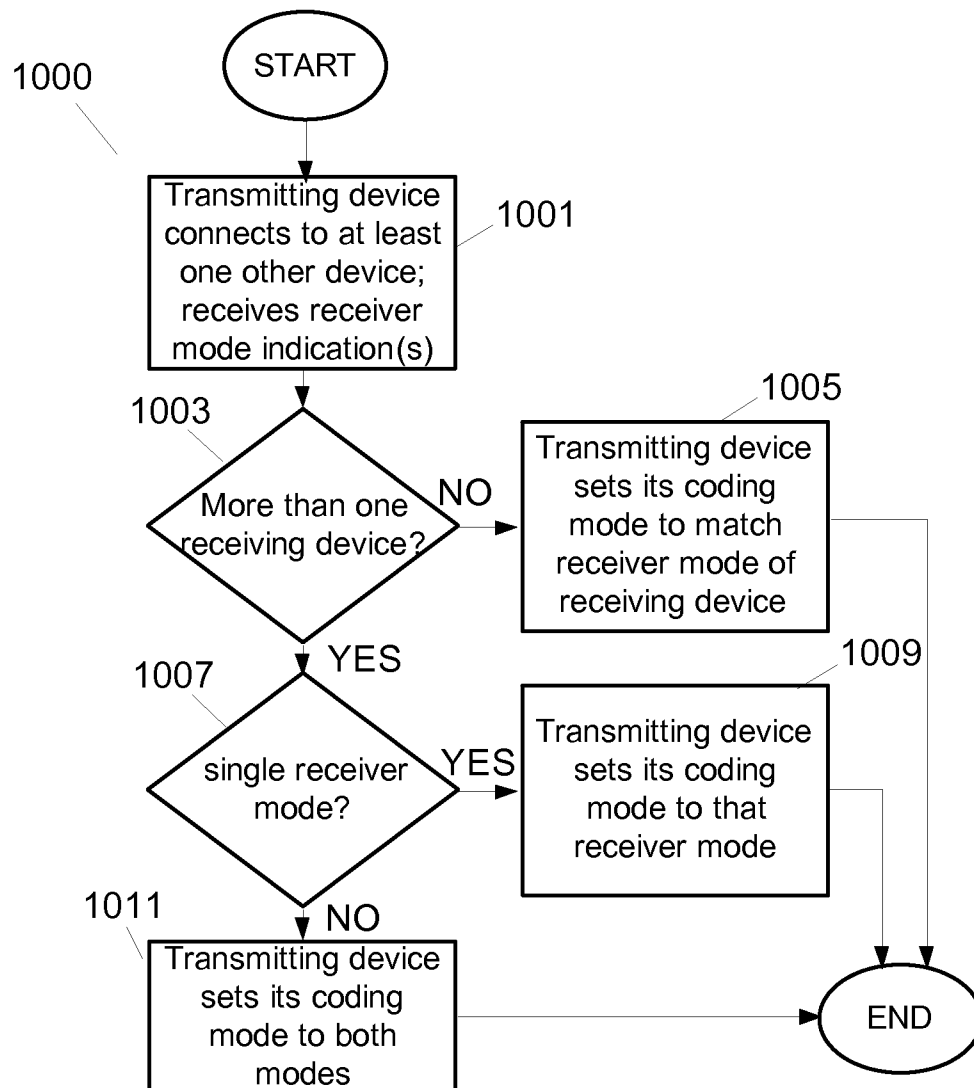 START
1000
Transmitting device
connects to at least
one other device;
receives receiver
mode indication(s)
1001
1003
More than one
receiving device?
NO
1005
Transmitting device
sets its coding
mode to match
receiver mode of
receiving device
YES
1007
single receiver
mode?
YES
1009
Transmitting device
sets its coding
mode to that
receiver mode
NO
1011
Transmitting device
sets its coding
mode to both
modes
END